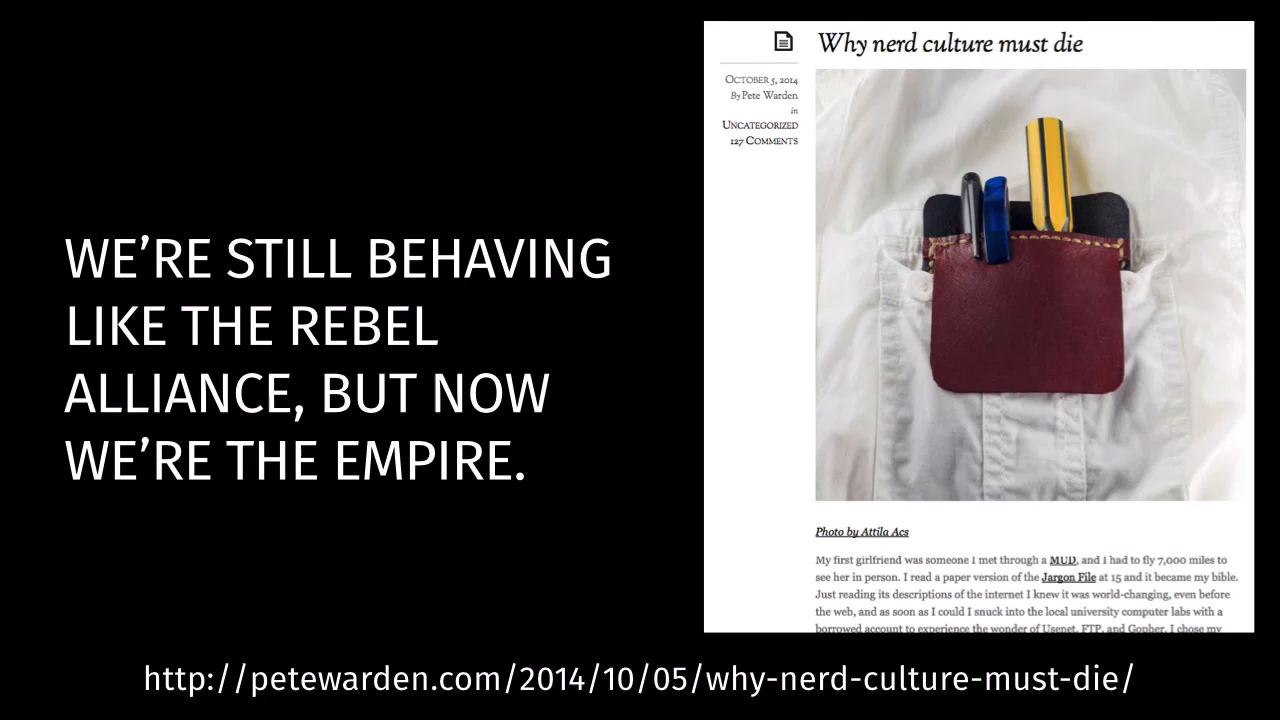 WE’RE STILL BEHAVING
LIKE THE REBEL
ALLIANCE, BUT NOW
WE’RE THE EMPIRE.
Why nerd culture must die
OCTOBER 5, 2014
By Pete Warden
in
UNCATEGORIZED
127 COMMENTS
Photo by Attila Acs
My first girlfriend was someone I met through a MUD, and I had to fly 7,000 miles to
see her in person. I read a paper version of the Jargon File at 15 and it became my bible.
Just reading its descriptions of the internet I knew it was world-changing, even before
the web, and as soon as I could I snuck into the local university computer labs with a
borrowed account to experience the wonder of Usenet, FTP, and Gopher. I chose my
http://petewarden.com/2014/10/05/why-nerd-culture-must-die/